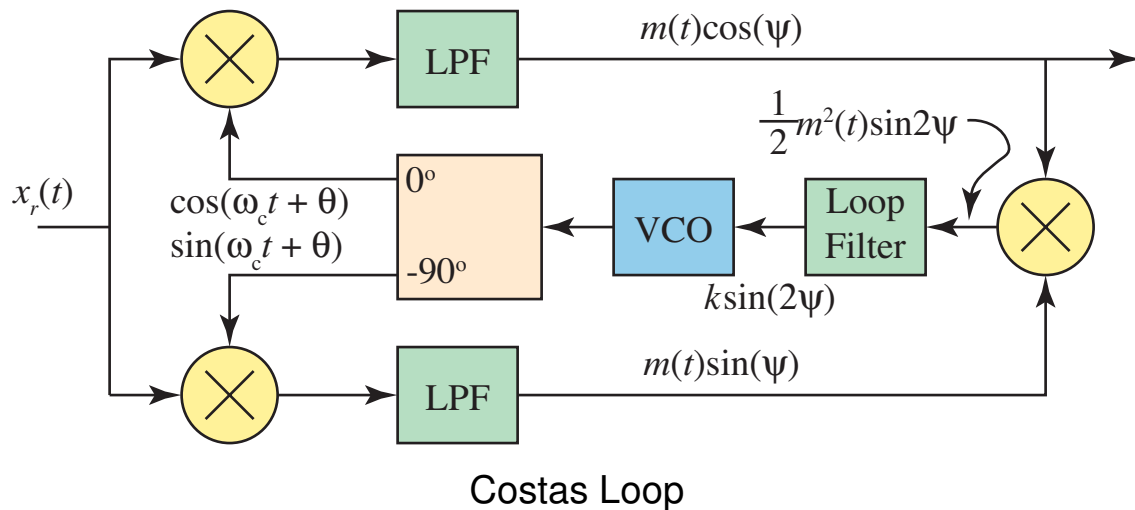 m(t)cos(ψ)
LPF
1/2 m²(t)sin2ψ
x_r(t)
0°
cos(ω_c t + θ)
sin(ω_c t + θ)
-90°
VCO
Loop
Filter
ksin(2ψ)
LPF
m(t)sin(ψ)
Costas Loop